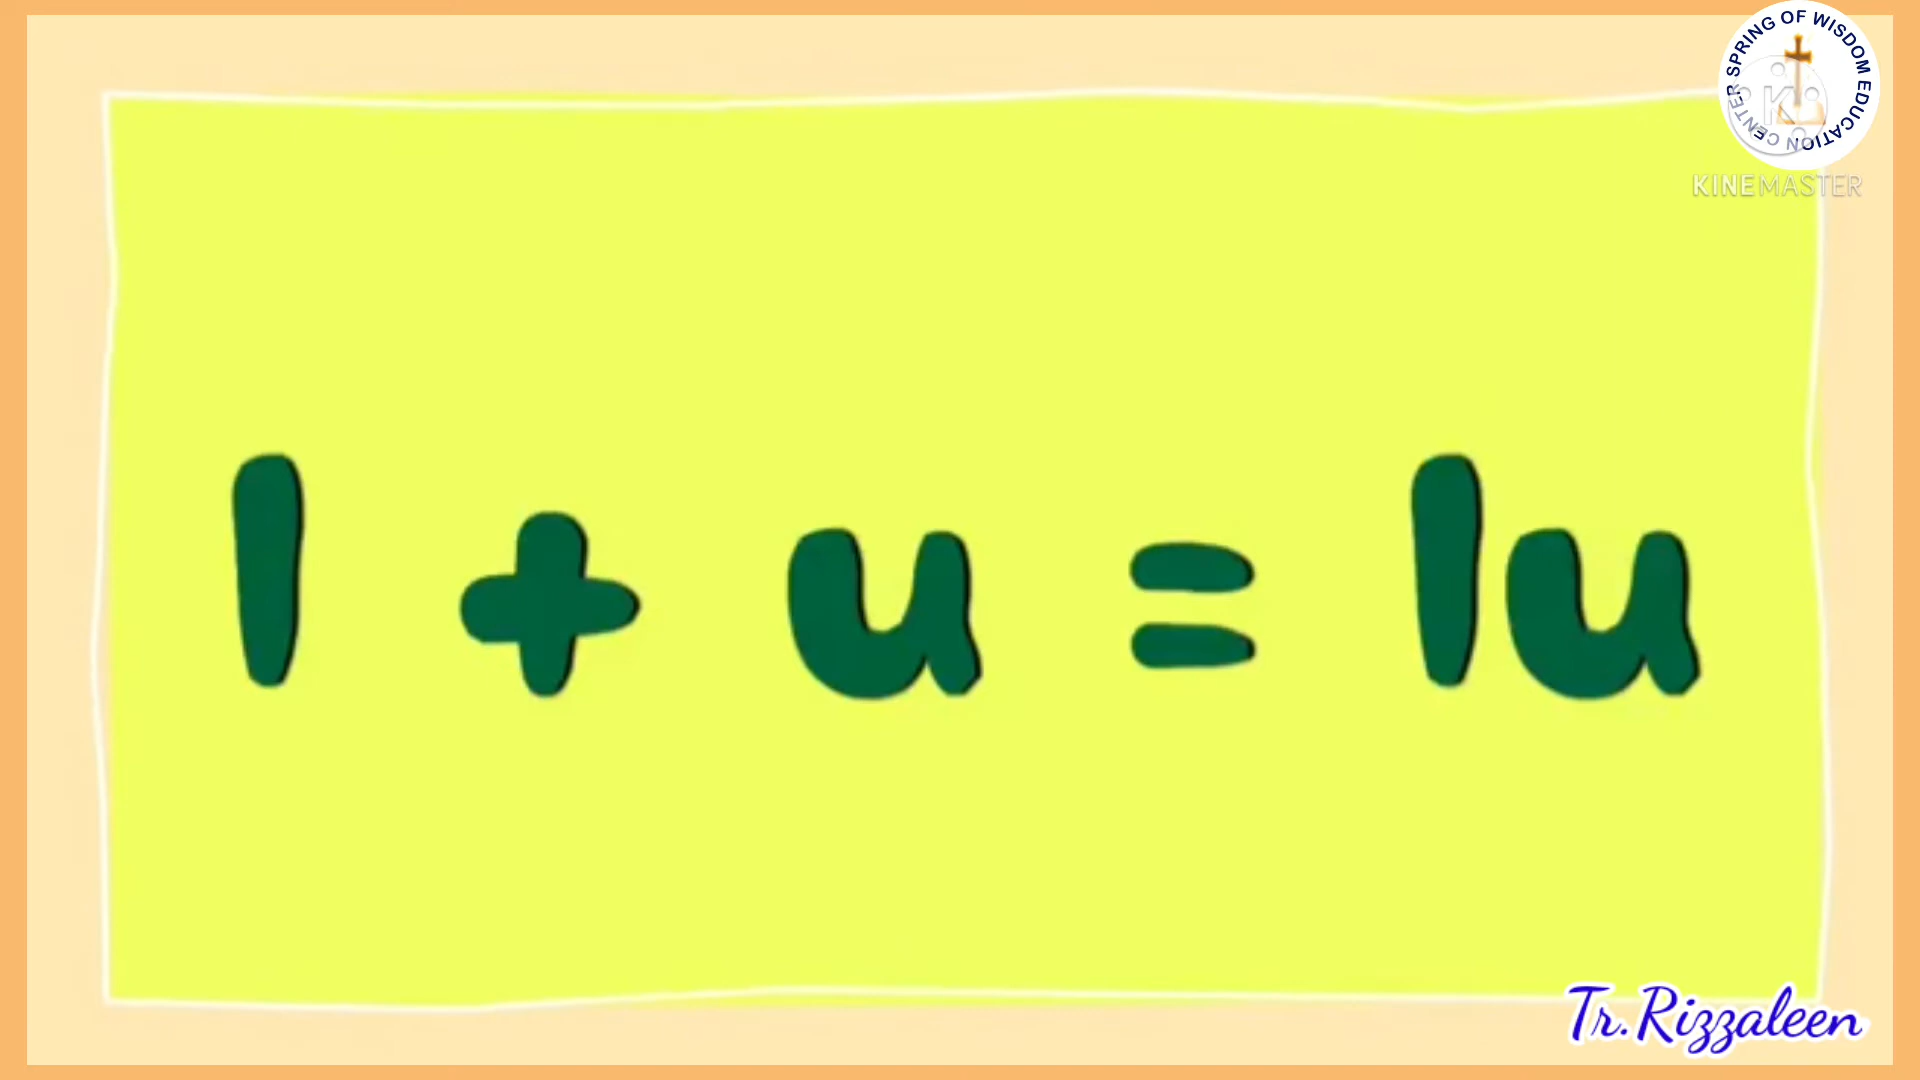 SPRING OF WISDOM EDUCATION CENTER
K
KINEMASTER
l + u = lu
Tr. Rizzaleen